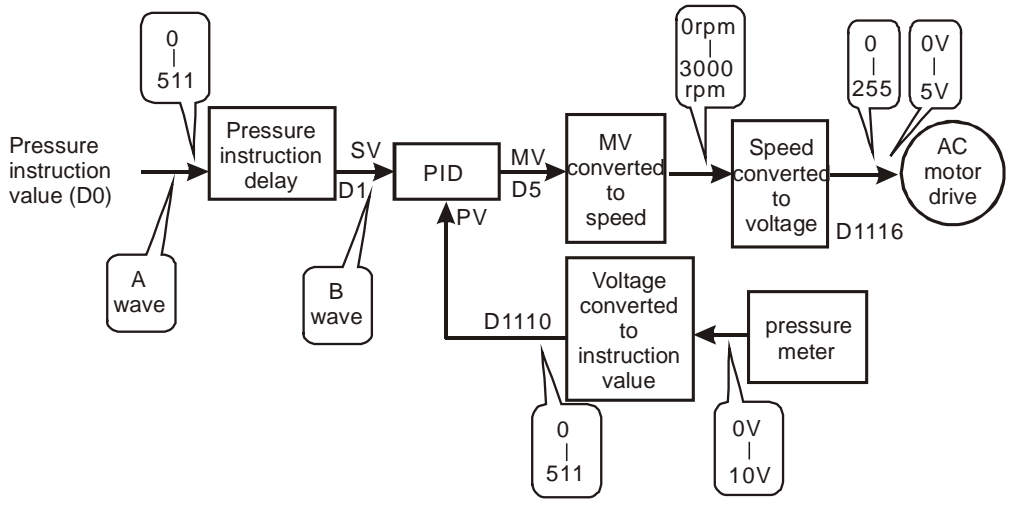 0
511
Pressure
instruction
value (D0)
A
wave
Pressure
instruction
delay
SV
D1
B
wave
PID
PV
MV
D5
MV
converted
to
speed
0rpm
3000
rpm
Speed
converted
to
voltage
D1116
0
255
0V
5V
AC
motor
drive
D1110
0
511
Voltage
converted
to
instruction
value
0V
10V
pressure
meter